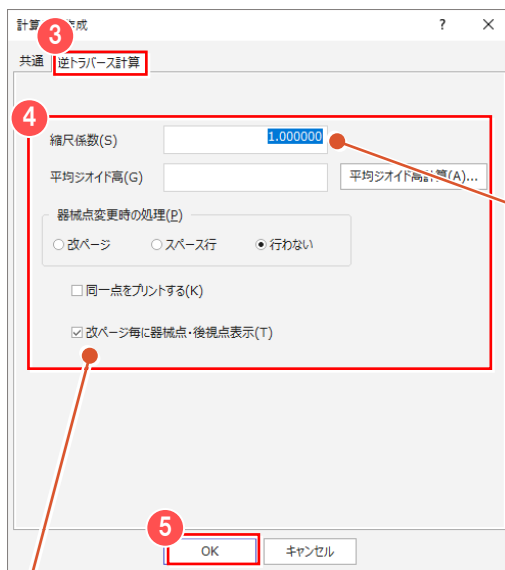 計算 作成 ? ×
3
共通 逆トラバース計算
4
縮尺係数(S) 1.000000
平均ジオイド高(G) 平均ジオイド高計算(A)...
器械点変更時の処理(P)
改ページ スペース行 行わない
同一点をプリントする(K)
改ページ毎に器械点・後視点表示(T)
5
OK キャンセル